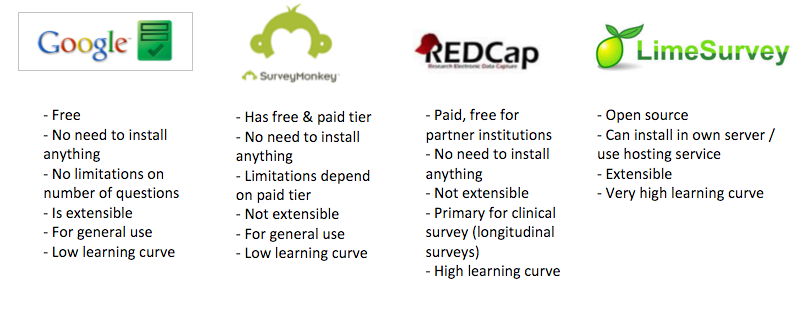 Google
SurveyMonkey
REDCap
Research Electronic Data Capture
LimeSurvey
- Free
- No need to install
anything
- No limitations on
number of questions
- Is extensible
- For general use
- Low learning curve
- Has free & paid tier
- No need to install
anything
- Limitations depend
on paid tier
- Not extensible
- For general use
- Low learning curve
- Paid, free for
partner institutions
- No need to install
anything
- Not extensible
- Primary for clinical
survey (longitudinal
surveys)
- High learning curve
- Open source
- Can install in own server /
use hosting service
- Extensible
- Very high learning curve